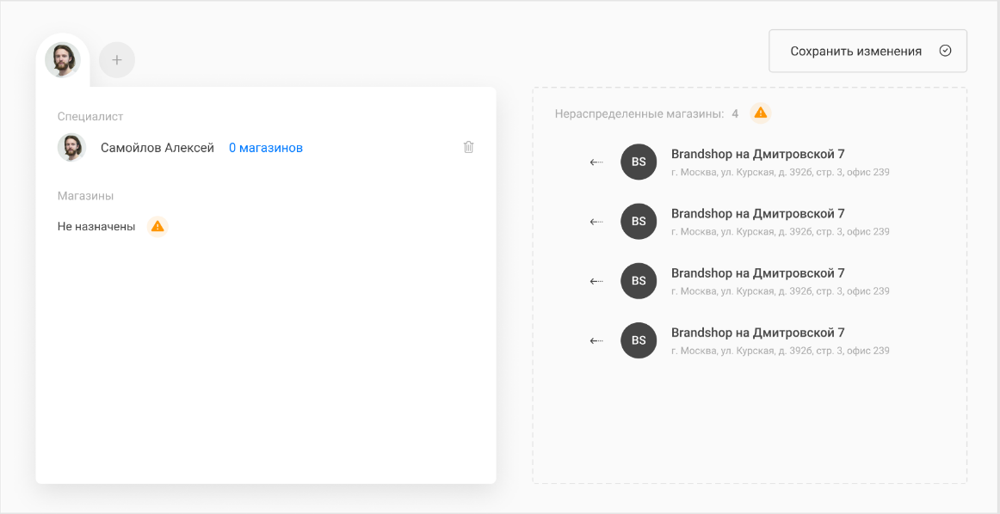 Сохранить изменения
Специалист
Самойлов Алексей 0 магазинов
Магазины
Не назначены
Нераспределенные магазины: 4
BS
Brandshop на Дмитровской 7
г. Москва, ул. Курская, д. 392б, стр. 3, офис 239
BS
Brandshop на Дмитровской 7
г. Москва, ул. Курская, д. 392б, стр. 3, офис 239
BS
Brandshop на Дмитровской 7
г. Москва, ул. Курская, д. 392б, стр. 3, офис 239
BS
Brandshop на Дмитровской 7
г. Москва, ул. Курская, д. 392б, стр. 3, офис 239